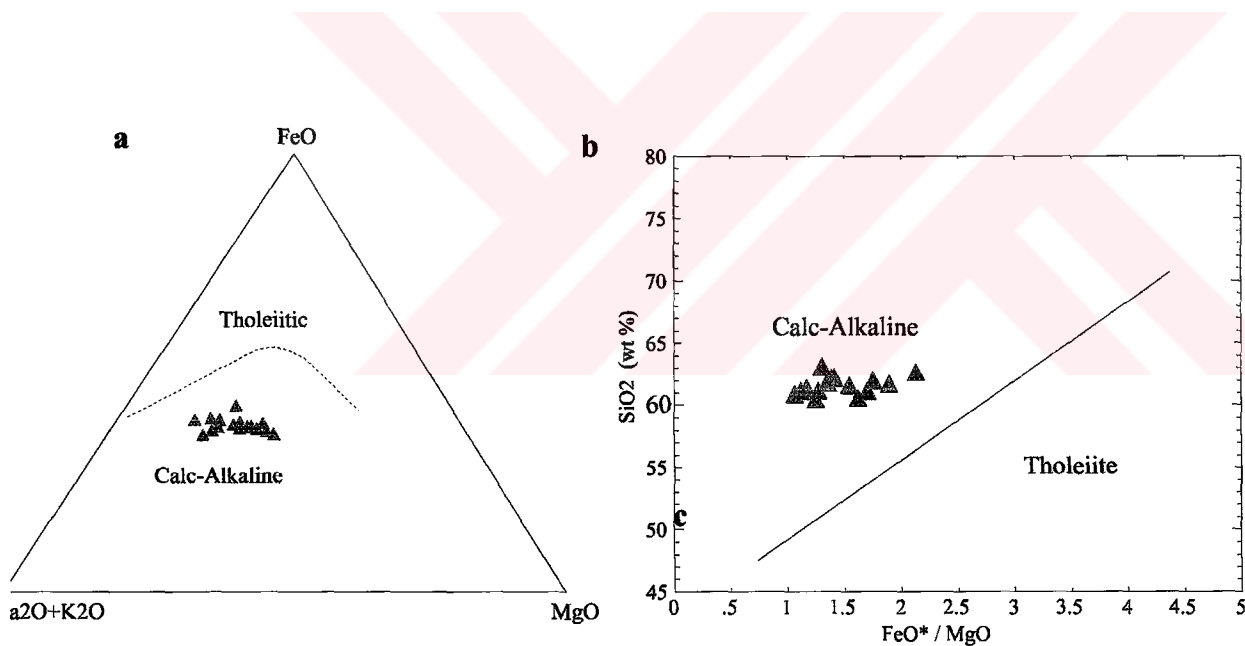 a
FeO
Tholeiitic
Calc-Alkaline
a2O+K2O
MgO
b
80
75
70
65
60
55
50
45
SiO2 (wt %)
Calc-Alkaline
Tholeiite
c
0 .5 1 1.5 2 2.5 3 3.5 4 4.5 5
FeO* / MgO